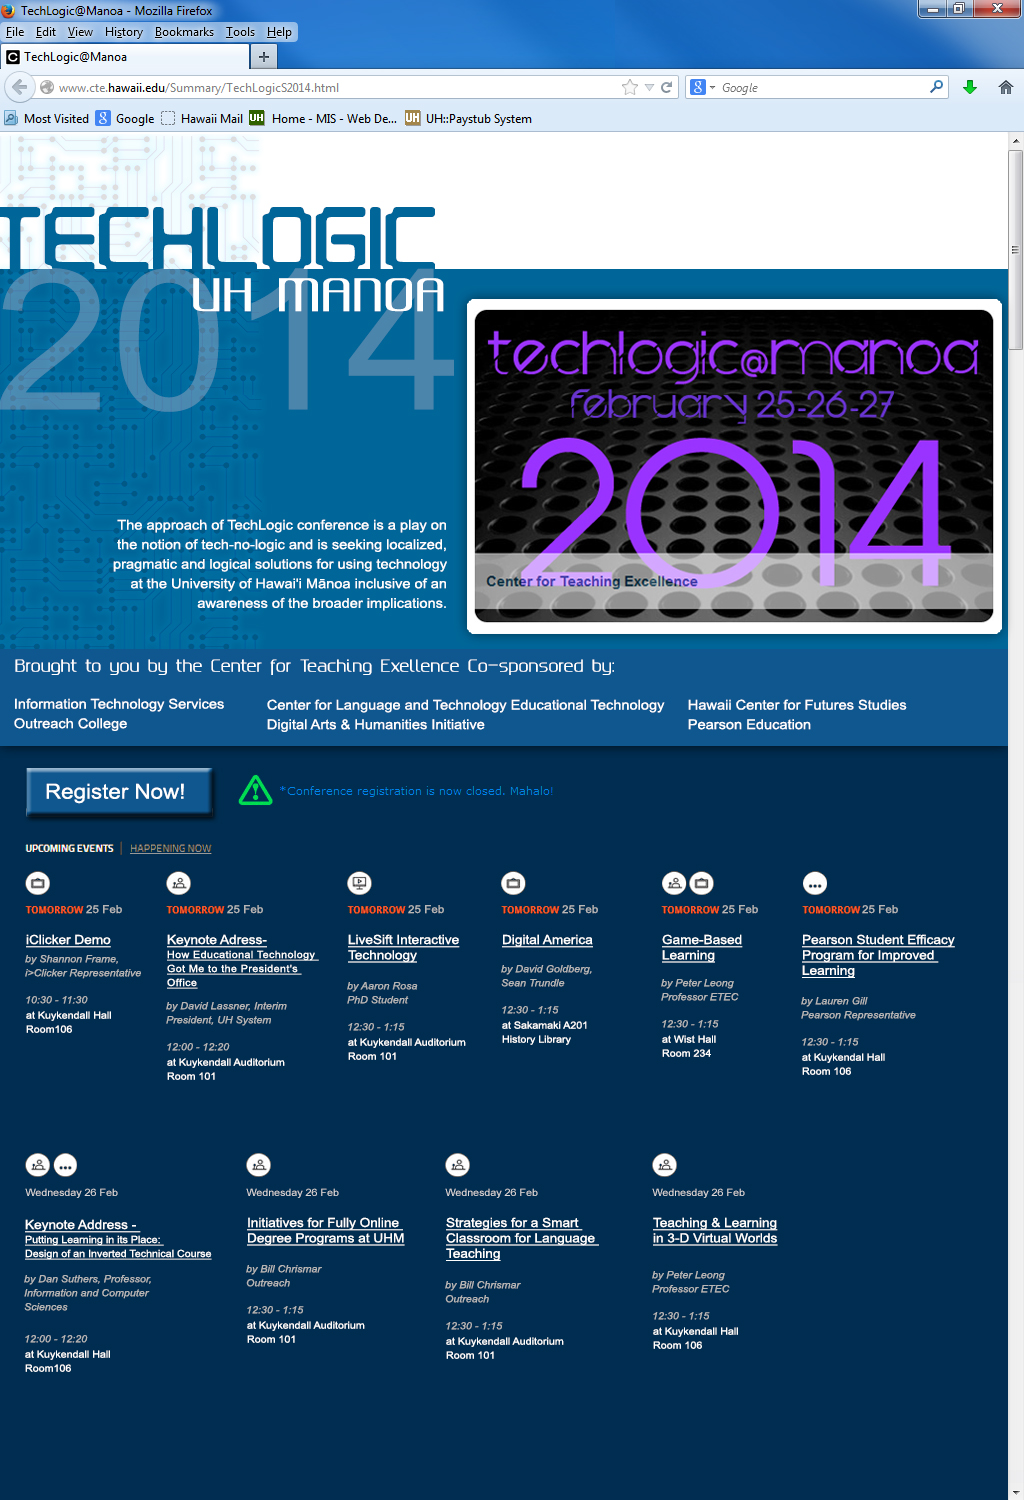 TechLogic@Manoa - Mozilla Firefox
File Edit View History Bookmarks Tools Help
TechLogic@Manoa
www.cte.hawaii.edu/Summary/TechLogicS2014.html
Google
Most Visited Google Hawaii Mail Home - MIS - Web De... UH::Paystub System
TECHLOGIC
UH MANOA
2014
techlogic@manoa
february 25-26-27
2014
Center for Teaching Excellence
The approach of TechLogic conference is a play on
the notion of tech-no-logic and is seeking localized,
pragmatic and logical solutions for using technology
at the University of Hawai'i Mānoa inclusive of an
awareness of the broader implications.
Brought to you by the Center for Teaching Exellence Co-sponsored by:
Information Technology Services
Outreach College
Center for Language and Technology Educational Technology
Digital Arts & Humanities Initiative
Hawaii Center for Futures Studies
Pearson Education
Register Now!
*Conference registration is now closed. Mahalo!
UPCOMING EVENTS | HAPPENING NOW
TOMORROW 25 Feb
iClicker Demo
by Shannon Frame,
i>Clicker Representative
10:30 - 11:30
at Kuykendall Hall
Room106
TOMORROW 25 Feb
Keynote Adress-
How Educational Technology
Got Me to the President's
Office
by David Lassner, Interim
President, UH System
12:00 - 12:20
at Kuykendall Auditorium
Room 101
TOMORROW 25 Feb
LiveSift Interactive
Technology
by Aaron Rosa
PhD Student
12:30 - 1:15
at Kuykendall Auditorium
Room 101
TOMORROW 25 Feb
Digital America
by David Goldberg,
Sean Trundle
12:30 - 1:15
at Sakamaki A201
History Library
TOMORROW 25 Feb
Game-Based
Learning
by Peter Leong
Professor ETEC
12:30 - 1:15
at Wist Hall
Room 234
TOMORROW 25 Feb
Pearson Student Efficacy
Program for Improved
Learning
by Lauren Gill
Pearson Representative
12:30 - 1:15
at Kuykendal Hall
Room 106
Wednesday 26 Feb
Keynote Address -
Putting Learning in its Place:
Design of an Inverted Technical Course
by Dan Suthers, Professor,
Information and Computer
Sciences
12:00 - 12:20
at Kuykendall Hall
Room106
Wednesday 26 Feb
Initiatives for Fully Online
Degree Programs at UHM
by Bill Chrismar
Outreach
12:30 - 1:15
at Kuykendall Auditorium
Room 101
Wednesday 26 Feb
Strategies for a Smart
Classroom for Language
Teaching
by Bill Chrismar
Outreach
12:30 - 1:15
at Kuykendall Auditorium
Room 101
Wednesday 26 Feb
Teaching & Learning
in 3-D Virtual Worlds
by Peter Leong
Professor ETEC
12:30 - 1:15
at Kuykendall Hall
Room 106